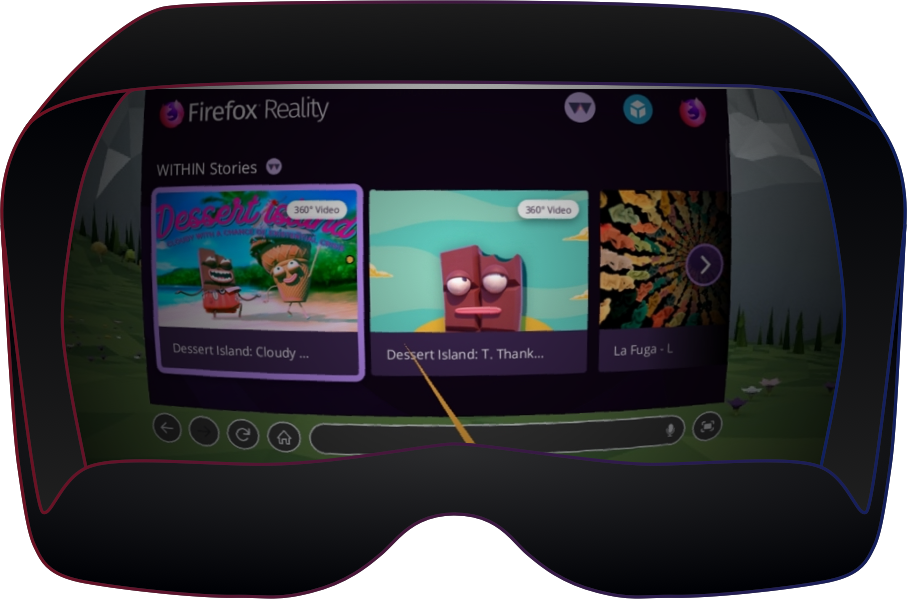 Firefox Reality
WITHIN Stories
Dessert Island
360° Video
360° Video
Dessert Island: Cloudy ...
Dessert Island: T. Thank...
La Fuga - L